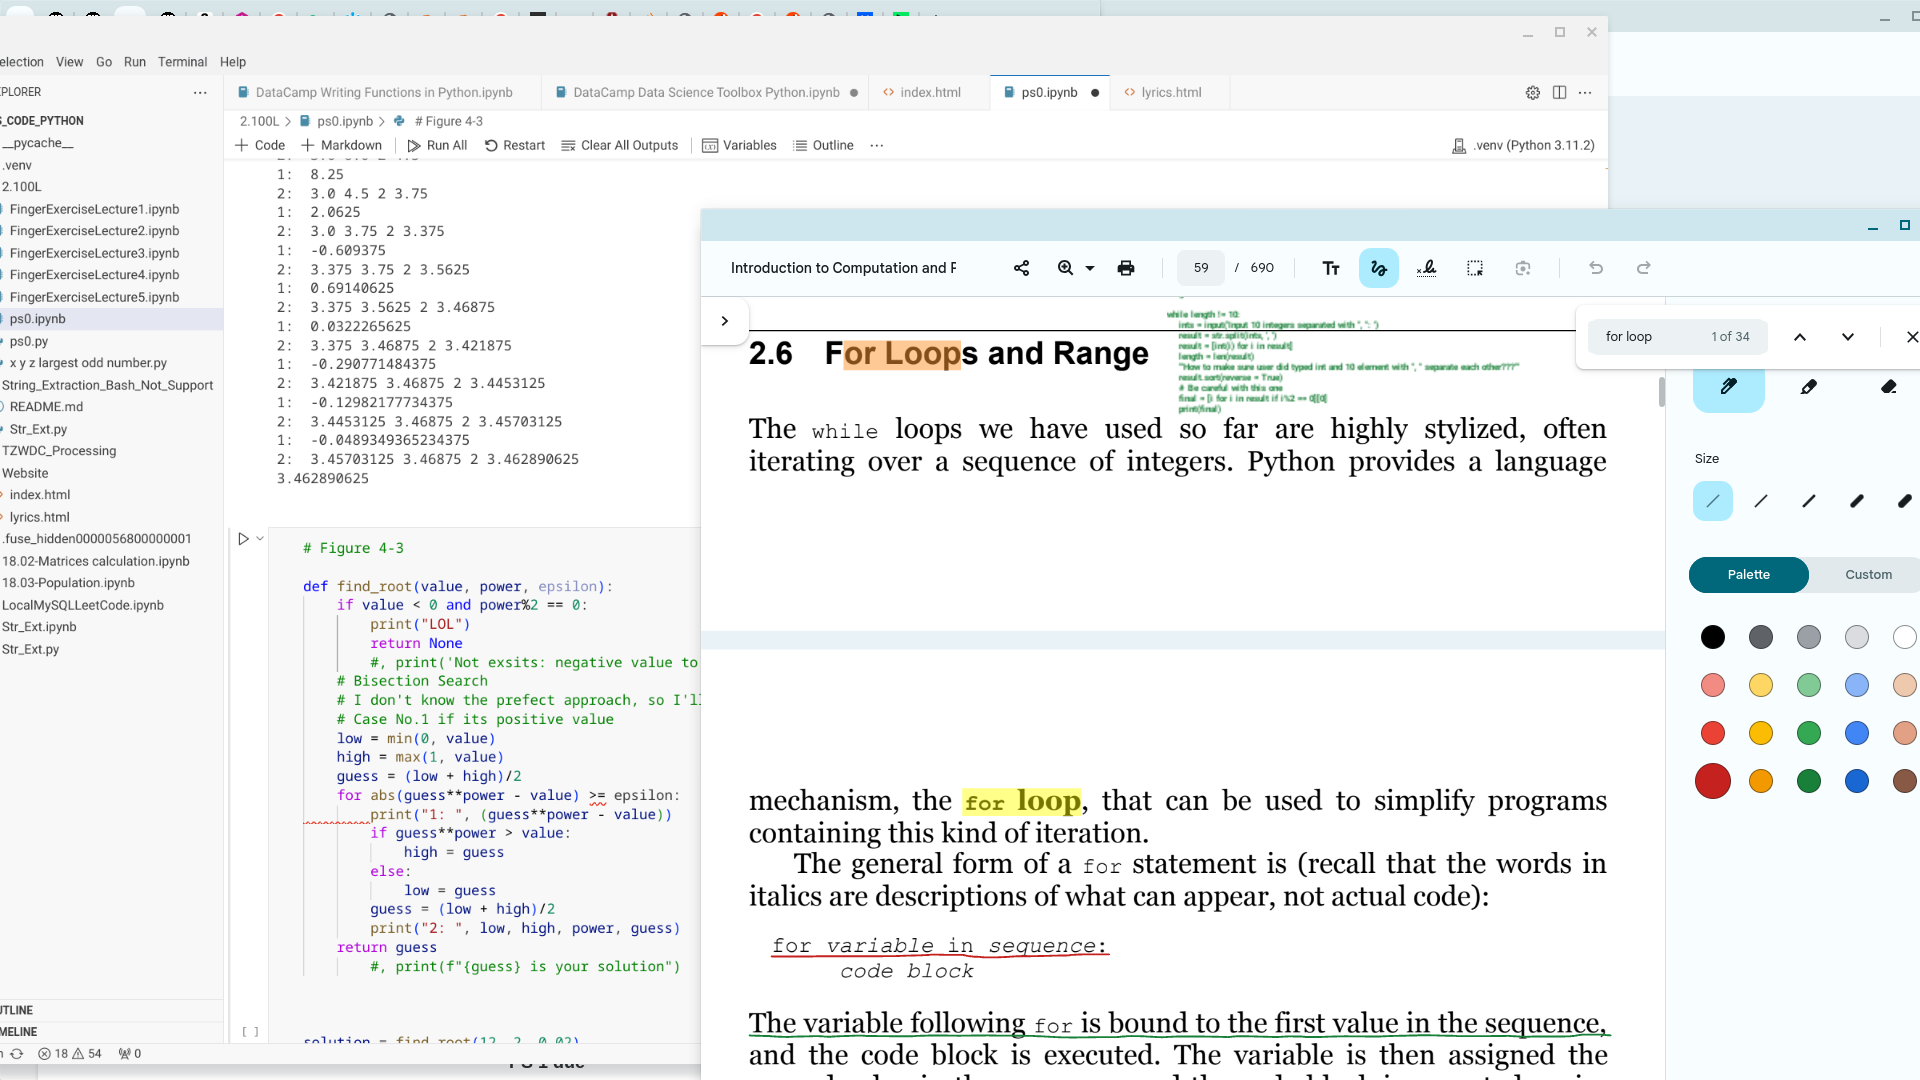 election View Go Run Terminal Help
PLORER
S_CODE_PYTHON
__pycache__
.venv
2.100L
FingerExerciseLecture1.ipynb
FingerExerciseLecture2.ipynb
FingerExerciseLecture3.ipynb
FingerExerciseLecture4.ipynb
FingerExerciseLecture5.ipynb
ps0.ipynb
ps0.py
x y z largest odd number.py
String_Extraction_Bash_Not_Support
README.md
Str_Ext.py
TZWDC_Processing
Website
index.html
lyrics.html
.fuse_hidden0000056800000001
18.02-Matrices calculation.ipynb
18.03-Population.ipynb
LocalMySQLLeetCode.ipynb
Str_Ext.ipynb
Str_Ext.py
UTLINE
MELINE
18 54 0
DataCamp Writing Functions in Python.ipynb
DataCamp Data Science Toolbox Python.ipynb
index.html
ps0.ipynb
lyrics.html
2.100L > ps0.ipynb > # Figure 4-3
+ Code + Markdown Run All Restart Clear All Outputs Variables Outline ...
.venv (Python 3.11.2)
1: 8.25
2: 3.0 4.5 2 3.75
1: 2.0625
2: 3.0 3.75 2 3.375
1: -0.609375
2: 3.375 3.75 2 3.5625
1: 0.69140625
2: 3.375 3.5625 2 3.46875
1: 0.0322265625
2: 3.375 3.46875 2 3.421875
1: -0.290771484375
2: 3.421875 3.46875 2 3.4453125
1: -0.12982177734375
2: 3.4453125 3.46875 2 3.45703125
1: -0.0489349365234375
2: 3.45703125 3.46875 2 3.462890625
3.462890625
# Figure 4-3
def find_root(value, power, epsilon):
if value < 0 and power%2 == 0:
print("LOL")
return None
#, print('Not exsits: negative value to
# Bisection Search
# I don't know the prefect approach, so I'll
# Case No.1 if its positive value
low = min(0, value)
high = max(1, value)
guess = (low + high)/2
for abs(guess**power - value) >= epsilon:
print("1: ", (guess**power - value))
if guess**power > value:
high = guess
else:
low = guess
guess = (low + high)/2
print("2: ", low, high, power, guess)
return guess
#, print(f"{guess} is your solution")
[ ]
solution = find_root(12, 2, 0.02)
Introduction to Computation and P
59 / 690
for loop 1 of 34
while length != 10:
ints = input('Input 10 integers separated with ", ": ')
result = str.split(ints, ',')
result = [int(i) for i in result]
length = len(result)
"How to make sure user did typed int and 10 element with ", " separate each other???"
result.sort(reverse = True)
# Be careful with this one
final = [i for i in result if i%2 == 0][0]
print(final)
2.6 For Loops and Range
The while loops we have used so far are highly stylized, often
iterating over a sequence of integers. Python provides a language
mechanism, the for loop, that can be used to simplify programs
containing this kind of iteration.
The general form of a for statement is (recall that the words in
italics are descriptions of what can appear, not actual code):
for variable in sequence:
code block
The variable following for is bound to the first value in the sequence,
and the code block is executed. The variable is then assigned the
Size
Palette Custom